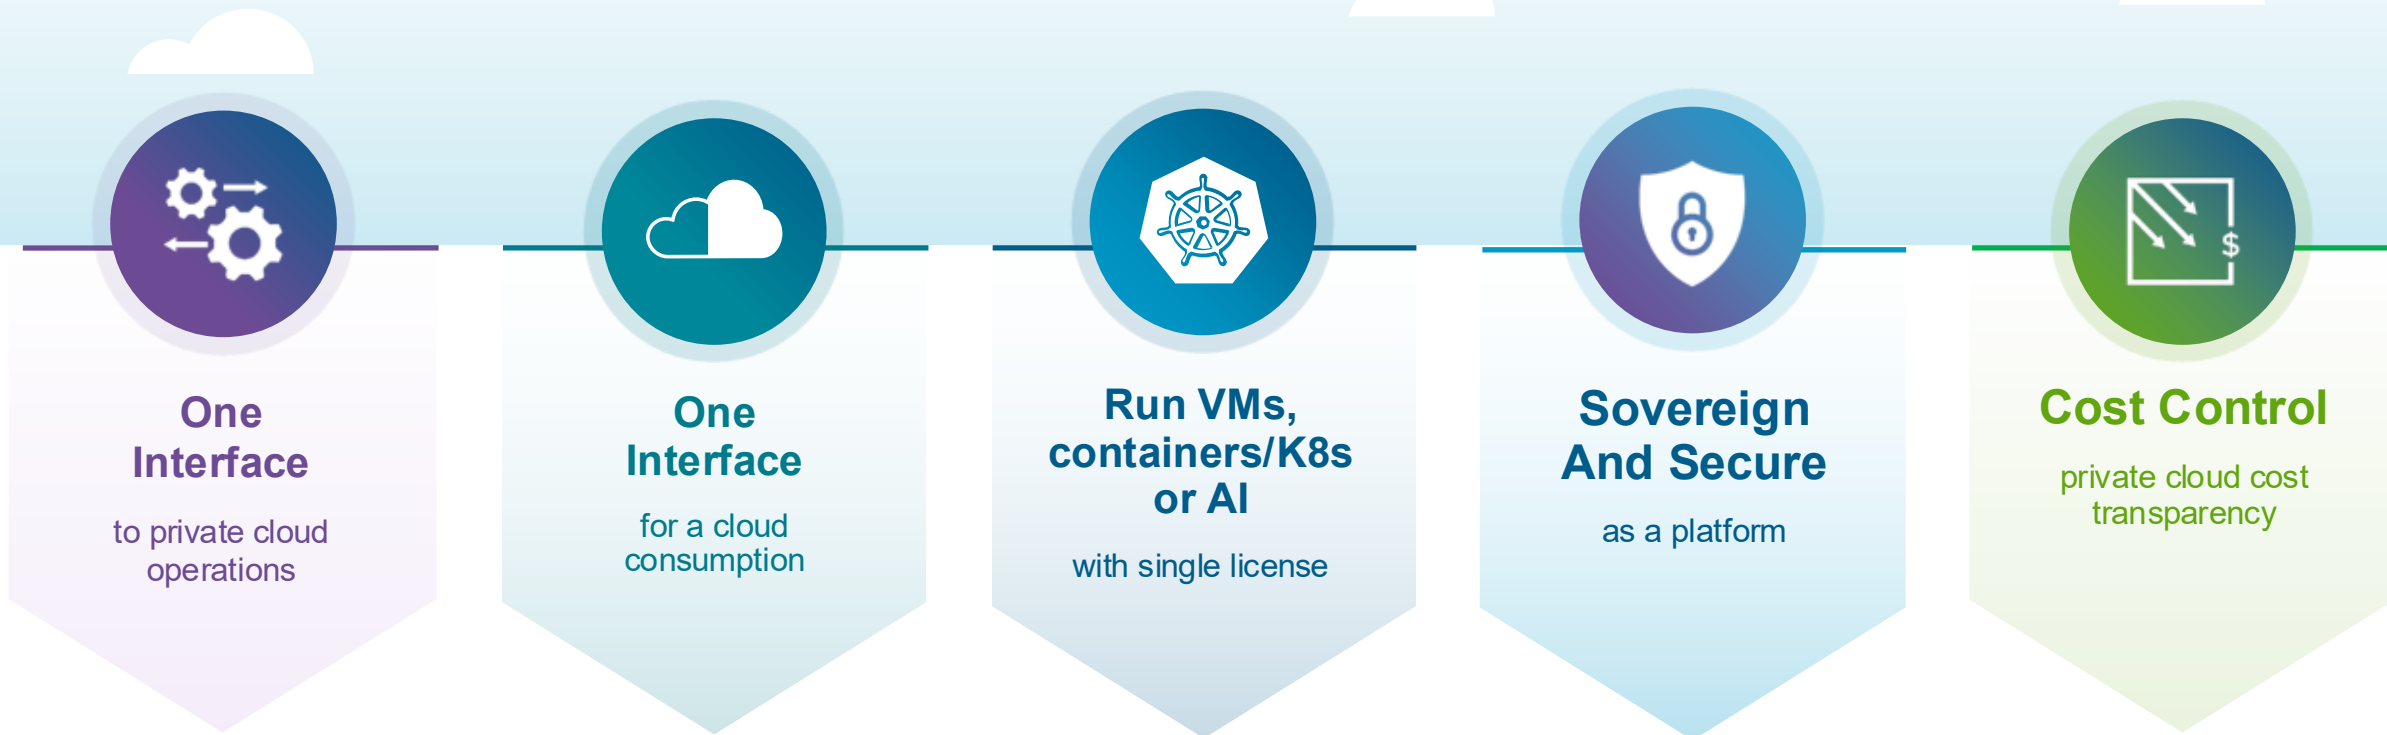 One
Interface
to private cloud
operations
One
Interface
for a cloud
consumption
Run VMs,
containers/K8s
or AI
with single license
Sovereign
And Secure
as a platform
$
Cost Control
private cloud cost
transparency